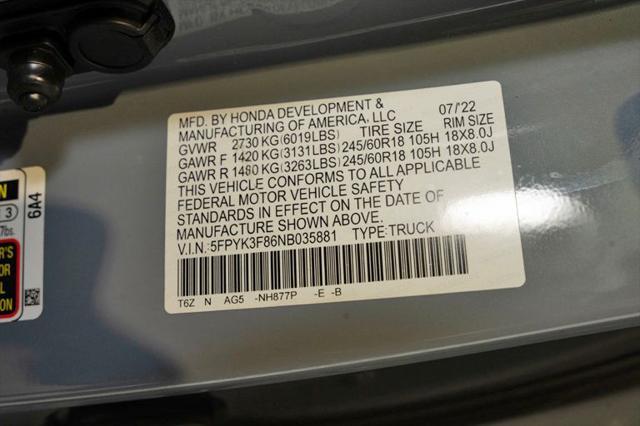 MFD. BY HONDA DEVELOPMENT & 07/'22
MANUFACTURING OF AMERICA, LLC
GVWR 2730 KG(6019LBS) TIRE SIZE RIM SIZE
GAWR F 1420 KG(3131LBS) 245/60R18 105H 18X8.0J
GAWR R 1480 KG(3263LBS) 245/60R18 105H 18X8.0J
THIS VEHICLE CONFORMS TO ALL APPLICABLE
FEDERAL MOTOR VEHICLE SAFETY
STANDARDS IN EFFECT ON THE DATE OF
MANUFACTURE SHOWN ABOVE.
V.I.N.: 5FPYK3F86NB035881 TYPE: TRUCK
T6Z N AG5 -NH877P -E -B
6A4